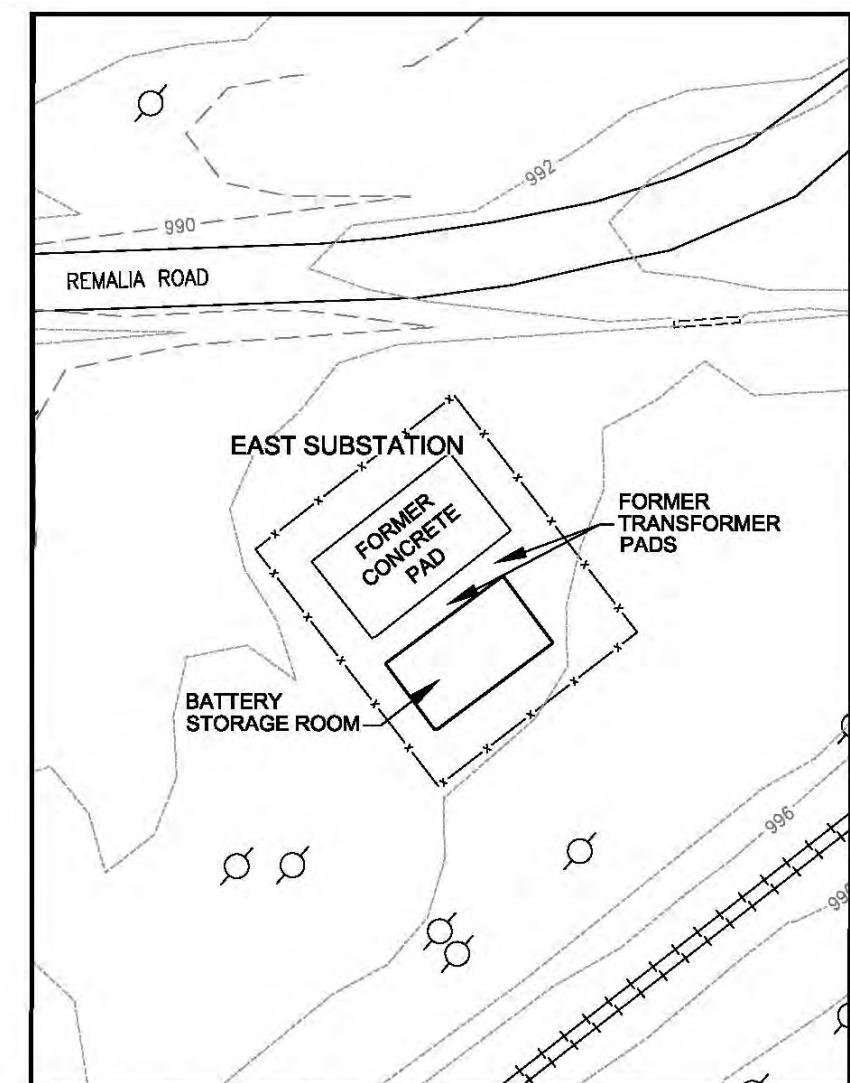 992
990
REMALIA ROAD
EAST SUBSTATION
FORMER
CONCRETE
PAD
FORMER
TRANSFORMER
PADS
BATTERY
STORAGE ROOM
996